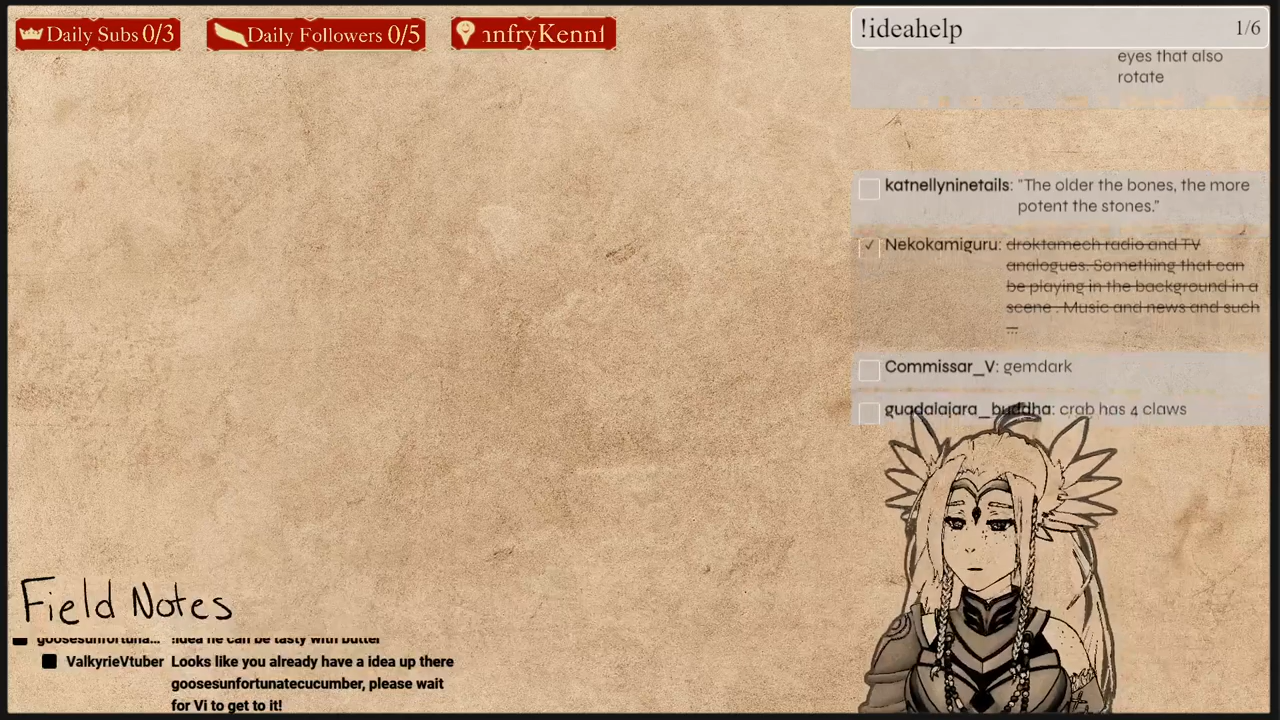 Daily Subs 0/3
Daily Followers 0/5
nfryKenn
!ideahelp 1/6
eyes that also
rotate
katnellyninetails: "The older the bones, the more
potent the stones."
✓ Nekokamiguru: droktamech radio and TV
analogues. Something that can
be playing in the background in a
scene . Music and news and such
...
Commissar_V: gemdark
guadalajara_buddha: crab has 4 claws
Field Notes
goosesunfortuna... !idea he can be tasty with butter
ValkyrieVtuber Looks like you already have a idea up there
goosesunfortunatecucumber, please wait
for Vi to get to it!